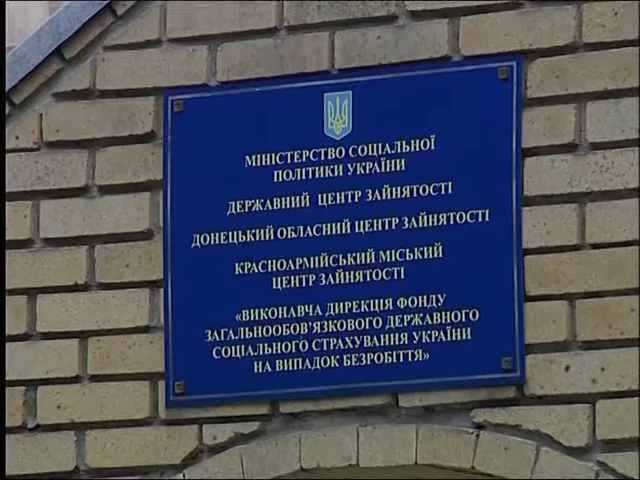 МІНІСТЕРСТВО СОЦІАЛЬНОЇ
ПОЛІТИКИ УКРАЇНИ
ДЕРЖАВНИЙ ЦЕНТР ЗАЙНЯТОСТІ
ДОНЕЦЬКИЙ ОБЛАСНИЙ ЦЕНТР ЗАЙНЯТОСТІ
КРАСНОАРМІЙСЬКИЙ МІСЬКИЙ
ЦЕНТР ЗАЙНЯТОСТІ
«ВИКОНАВЧА ДИРЕКЦІЯ ФОНДУ
ЗАГАЛЬНООБОВ'ЯЗКОВОГО ДЕРЖАВНОГО
СОЦІАЛЬНОГО СТРАХУВАННЯ УКРАЇНИ
НА ВИПАДОК БЕЗРОБІТТЯ»